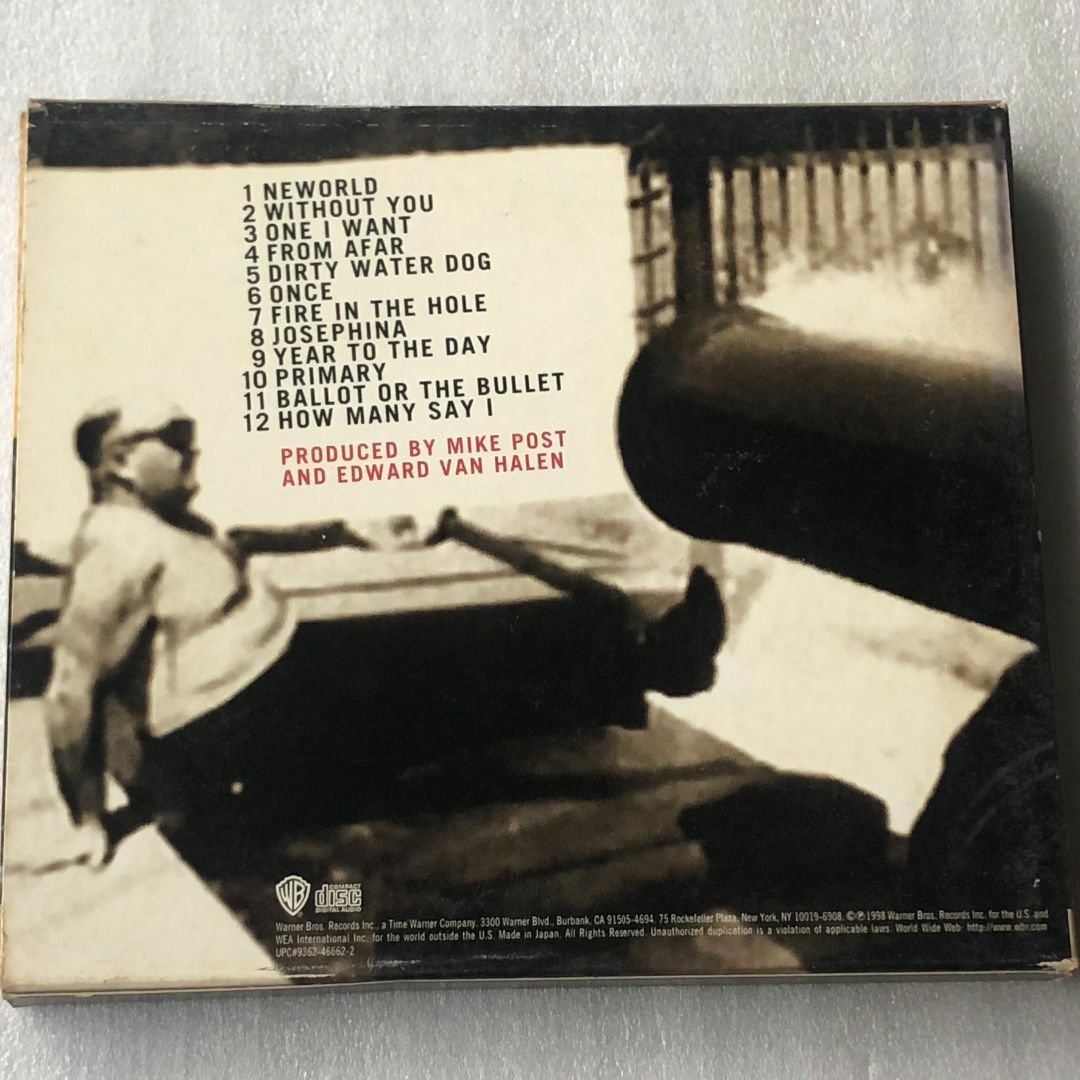 1 NEWORLD
2 WITHOUT YOU
3 ONE I WANT
4 FROM AFAR
5 DIRTY WATER DOG
6 ONCE
7 FIRE IN THE HOLE
8 JOSEPHINA
9 YEAR TO THE DAY
10 PRIMARY
11 BALLOT OR THE BULLET
12 HOW MANY SAY I
PRODUCED BY MIKE POST
AND EDWARD VAN HALEN
WB COMPACT disc DIGITAL AUDIO
Warner Bros. Records Inc., a Time Warner Company, 3300 Warner Blvd., Burbank, CA 91505-4694. 75 Rockefeller Plaza, New York, NY 10019-6908. ©℗1998 Warner Bros. Records Inc. for the U.S. and
WEA International Inc. for the world outside the U.S. Made in Japan. All Rights Reserved. Unauthorized duplication is a violation of applicable laws. World Wide Web: http://www.wbr.com
UPC#9362-46662-2